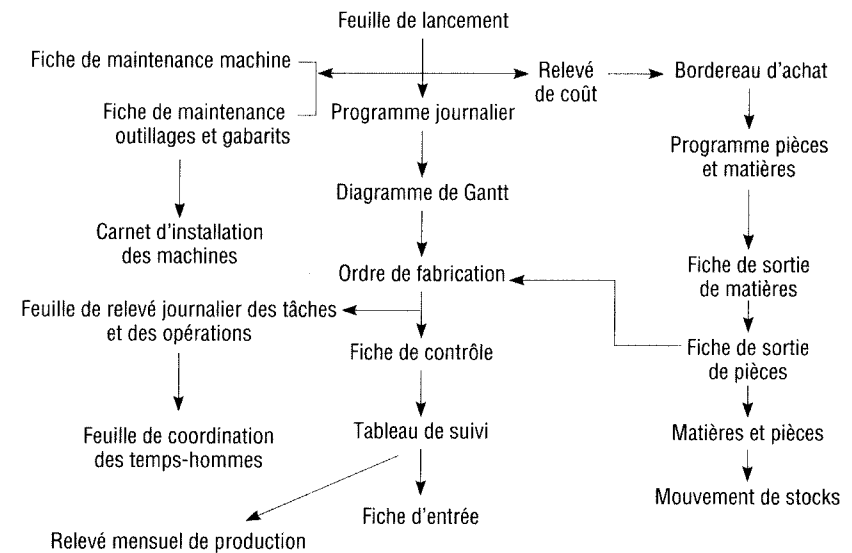 Feuille de lancement
Fiche de maintenance machine
Relevé
de coût
Bordereau d'achat
Fiche de maintenance
outillages et gabarits
Programme journalier
Programme pièces
et matières
Diagramme de Gantt
Carnet d'installation
des machines
Ordre de fabrication
Fiche de sortie
de matières
Feuille de relevé journalier des tâches
et des opérations
Fiche de contrôle
Fiche de sortie
de pièces
Feuille de coordination
des temps-hommes
Tableau de suivi
Matières et pièces
Mouvement de stocks
Fiche d'entrée
Relevé mensuel de production